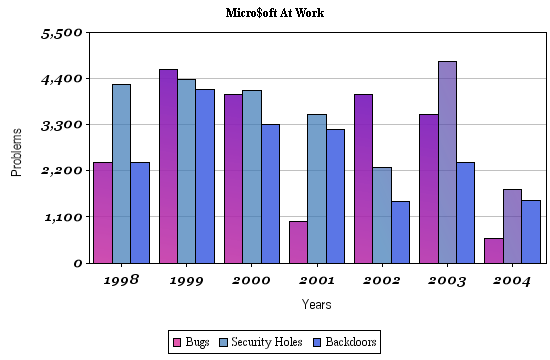 Micro$oft At Work
5,500
4,400
3,300
2,200
1,100
0
Problems
1998 1999 2000 2001 2002 2003 2004
Years
Bugs Security Holes Backdoors